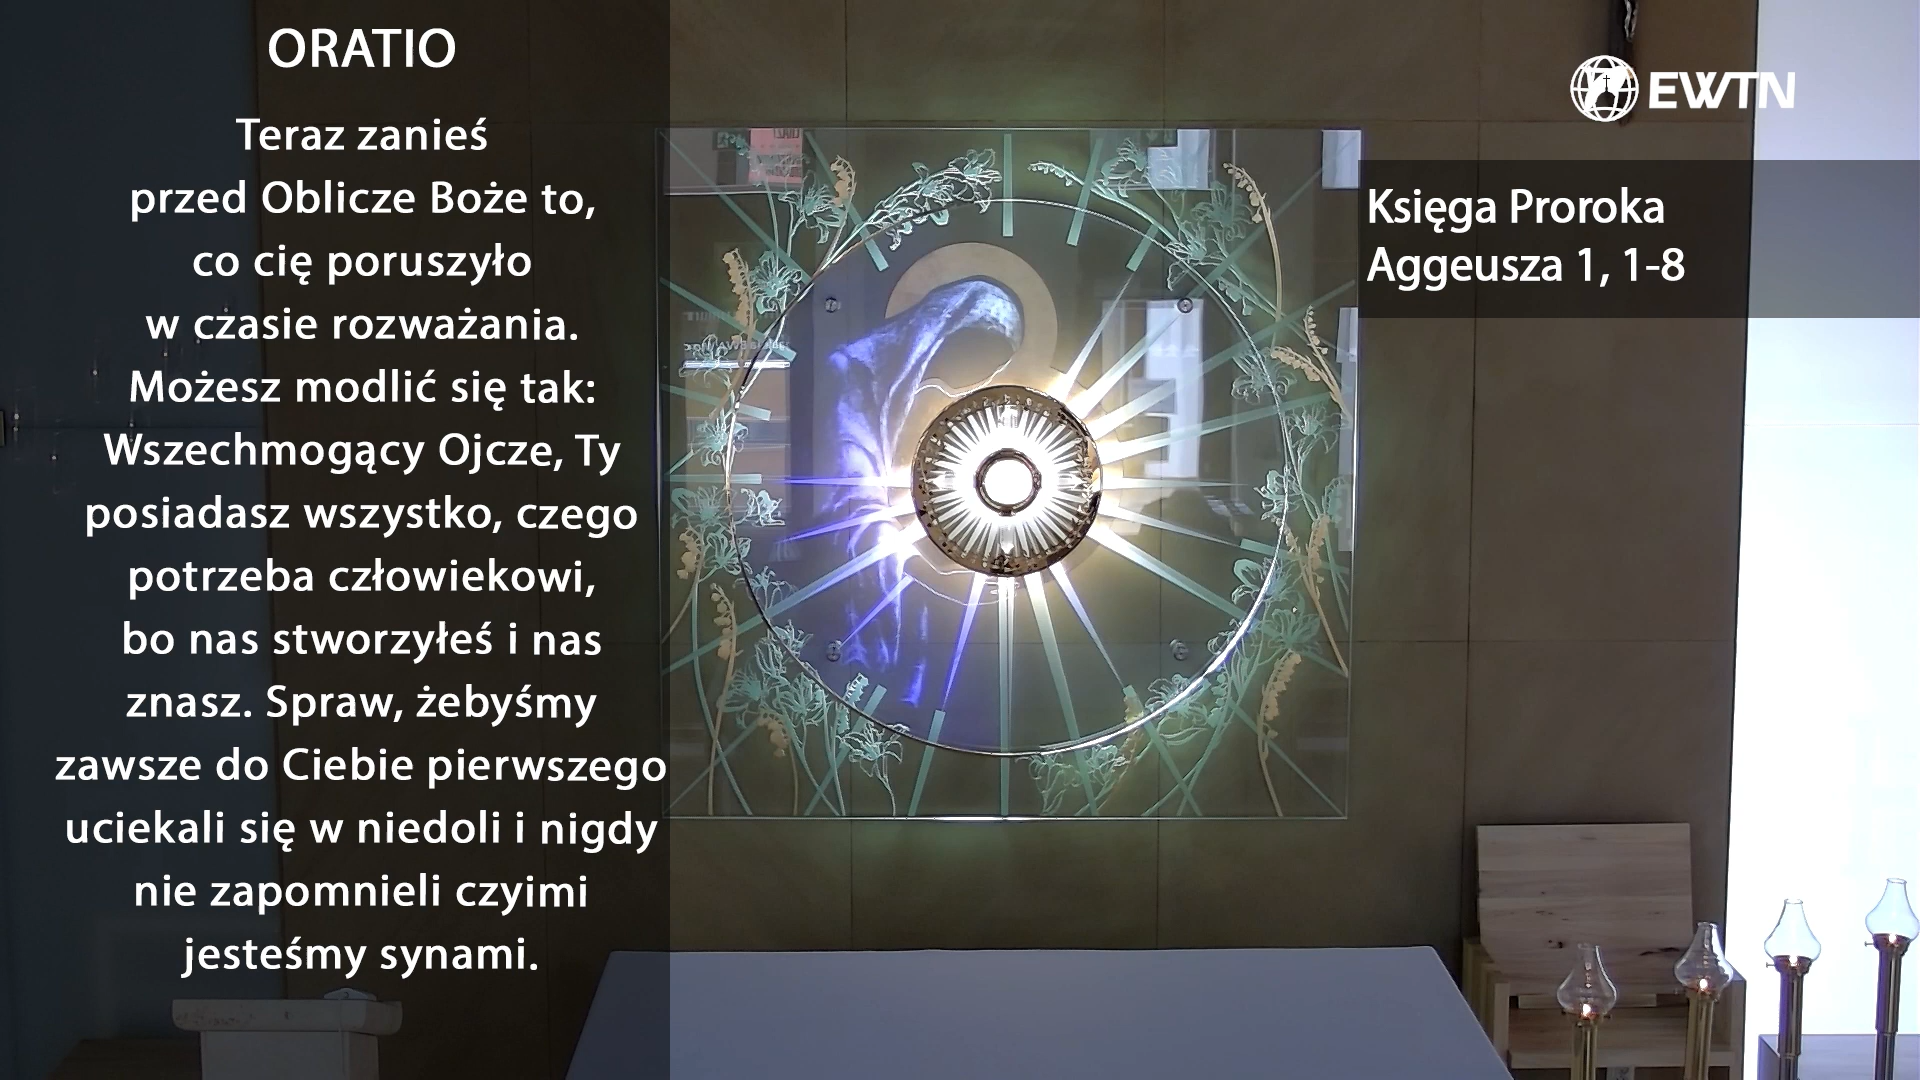 ORATIO
Teraz zanieś
przed Oblicze Boże to,
co cię poruszyło
w czasie rozważania.
Możesz modlić się tak:
Wszechmogący Ojcze, Ty
posiadasz wszystko, czego
potrzeba człowiekowi,
bo nas stworzyłeś i nas
znasz. Spraw, żebyśmy
zawsze do Ciebie pierwszego
uciekali się w niedoli i nigdy
nie zapomnieli czyimi
jesteśmy synami.
EWTN
Księga Proroka
Aggeusza 1, 1-8